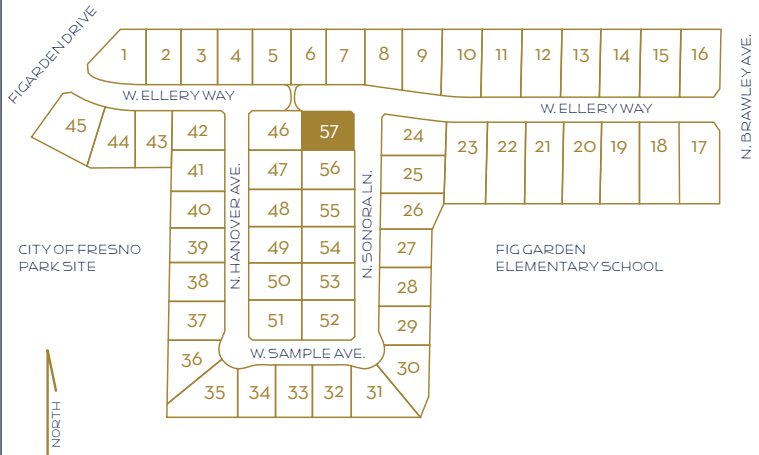 FIGARDEN DRIVE
1 2 3 4 5 6 7 8 9 10 11 12 13 14 15 16
N. BRAWLEY AVE.
W. ELLERY WAY
W. ELLERY WAY
45 44 43 42 46 57 24 23 22 21 20 19 18 17
41 47 56 25
40 48 55 26
N. HANOVER AVE.
N. SONORA LN.
CITY OF FRESNO
PARK SITE
39 49 54 27
FIG GARDEN
ELEMENTARY SCHOOL
38 50 53 28
37 51 52 29
W. SAMPLE AVE.
36 30
35 34 33 32 31
NORTH